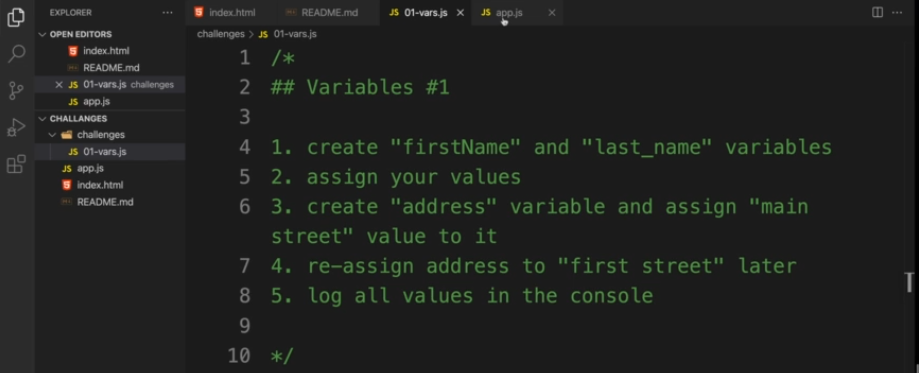 EXPLORER ...
OPEN EDITORS
index.html
README.md
JS 01-vars.js challenges
JS app.js
CHALLANGES
challenges
JS 01-vars.js
JS app.js
index.html
README.md
index.html README.md JS 01-vars.js JS app.js
challenges > JS 01-vars.js
1 /*
2 ## Variables #1
3
4 1. create "firstName" and "last_name" variables
5 2. assign your values
6 3. create "address" variable and assign "main
street" value to it
7 4. re-assign address to "first street" later
8 5. log all values in the console
9
10 */